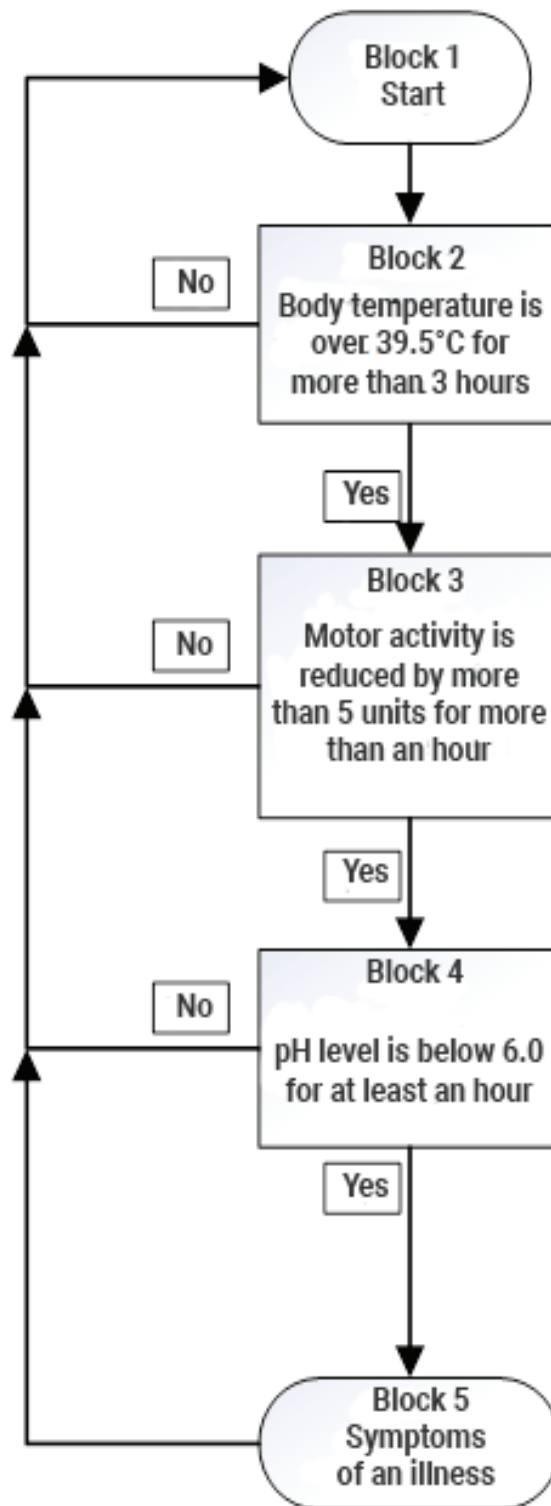 Block 1
Start
Block 2
No
Body temperature is
over 39.5°C for
more than 3 hours
Yes
Block 3
No
Motor activity is
reduced by more
than 5 units for more
than an hour
Yes
Block 4
No
pH level is below 6.0
for at least an hour
Yes
Block 5
Symptoms
of an illness